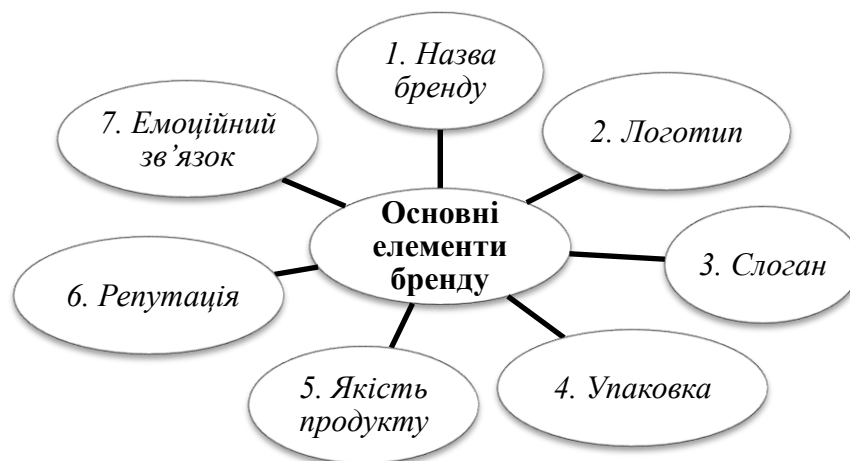 1. Назва
бренду
2. Логотип
3. Слоган
4. Упаковка
5. Якість
продукту
6. Репутація
7. Емоційний
зв’язок
Основні
елементи
бренду